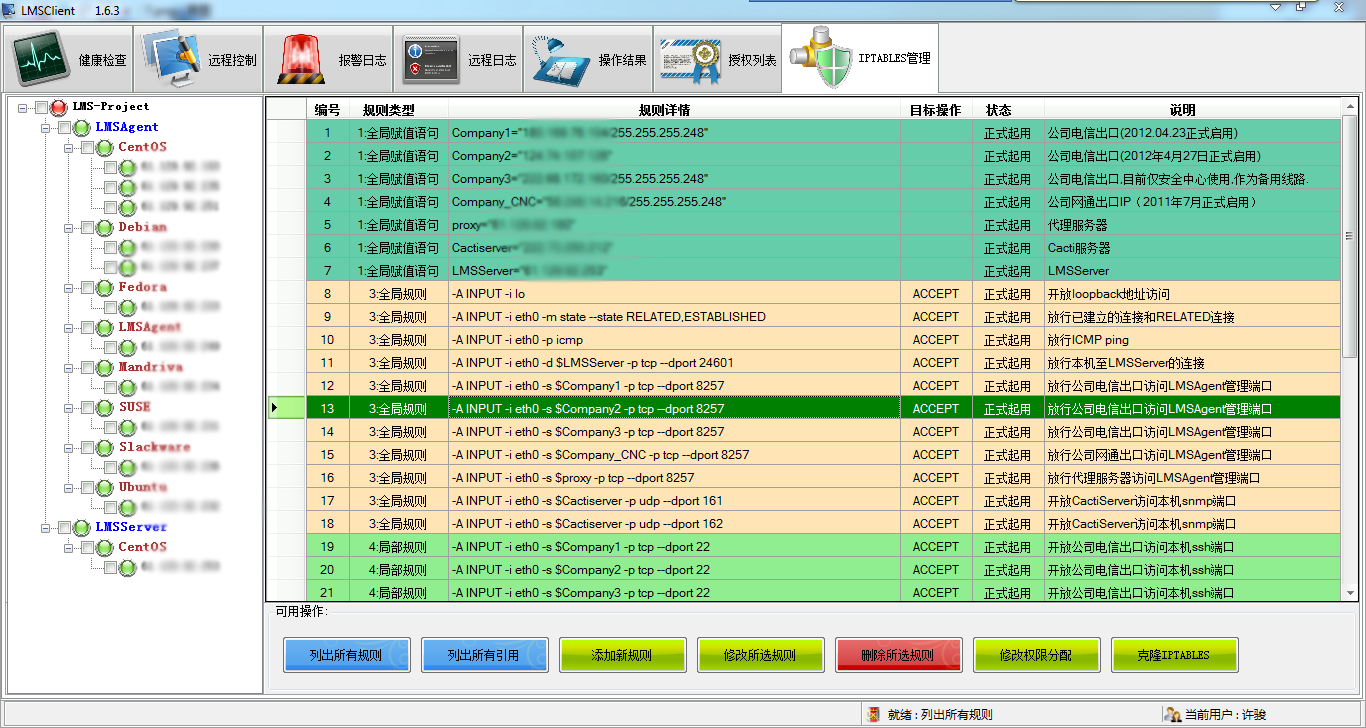 LMSClient 1.6.3
健康检查 远程控制 报警日志 远程日志 操作结果 授权列表 IPTABLES管理
LMS-Project
LMSAgent
CentOS
Debian
Fedora
LMSAgent
Mandriva
SUSE
Slackware
Ubuntu
LMSServer
CentOS
编号 规则类型 规则详情 目标操作 状态 说明
1 1:全局赋值语句 Company1=" /255.255.255.248" 正式起用 公司电信出口(2012.04.23正式启用)
2 1:全局赋值语句 Company2=" 正式起用 公司电信出口(2012年4月27日正式启用)
3 1:全局赋值语句 Company3=" /255.255.255.248" 正式起用 公司电信出口.目前仅安全中心使用.作为备用线路.
4 1:全局赋值语句 Company_CNC=" /255.255.255.248" 正式起用 公司网通出口IP（2011年7月正式启用）
5 1:全局赋值语句 proxy=" 正式起用 代理服务器
6 1:全局赋值语句 Cactiserver=" 正式起用 Cacti服务器
7 1:全局赋值语句 LMSServer=" 正式起用 LMSServer
8 3:全局规则 -A INPUT -i lo ACCEPT 正式起用 开放loopback地址访问
9 3:全局规则 -A INPUT -i eth0 -m state --state RELATED,ESTABLISHED ACCEPT 正式起用 放行已建立的连接和RELATED连接
10 3:全局规则 -A INPUT -i eth0 -p icmp ACCEPT 正式起用 放行ICMP ping
11 3:全局规则 -A INPUT -i eth0 -d $LMSServer -p tcp --dport 24601 ACCEPT 正式起用 放行本机至LMSServer的连接
12 3:全局规则 -A INPUT -i eth0 -s $Company1 -p tcp --dport 8257 ACCEPT 正式起用 放行公司电信出口访问LMSAgent管理端口
13 3:全局规则 -A INPUT -i eth0 -s $Company2 -p tcp --dport 8257 ACCEPT 正式起用 放行公司电信出口访问LMSAgent管理端口
14 3:全局规则 -A INPUT -i eth0 -s $Company3 -p tcp --dport 8257 ACCEPT 正式起用 放行公司电信出口访问LMSAgent管理端口
15 3:全局规则 -A INPUT -i eth0 -s $Company_CNC -p tcp --dport 8257 ACCEPT 正式起用 放行公司网通出口访问LMSAgent管理端口
16 3:全局规则 -A INPUT -i eth0 -s $proxy -p tcp --dport 8257 ACCEPT 正式起用 放行代理服务器访问LMSAgent管理端口
17 3:全局规则 -A INPUT -i eth0 -s $Cactiserver -p udp --dport 161 ACCEPT 正式起用 开放CactiServer访问本机snmp端口
18 3:全局规则 -A INPUT -i eth0 -s $Cactiserver -p udp --dport 162 ACCEPT 正式起用 开放CactiServer访问本机snmp端口
19 4:局部规则 -A INPUT -i eth0 -s $Company1 -p tcp --dport 22 ACCEPT 正式起用 开放公司电信出口访问本机ssh端口
20 4:局部规则 -A INPUT -i eth0 -s $Company2 -p tcp --dport 22 ACCEPT 正式起用 开放公司电信出口访问本机ssh端口
21 4:局部规则 -A INPUT -i eth0 -s $Company3 -p tcp --dport 22 ACCEPT 正式起用 开放公司电信出口访问本机ssh端口
可用操作:
列出所有规则 列出所有引用 添加新规则 修改所选规则 删除所选规则 修改权限分配 克隆IPTABLES
就绪 : 列出所有规则 当前用户 : 许骏